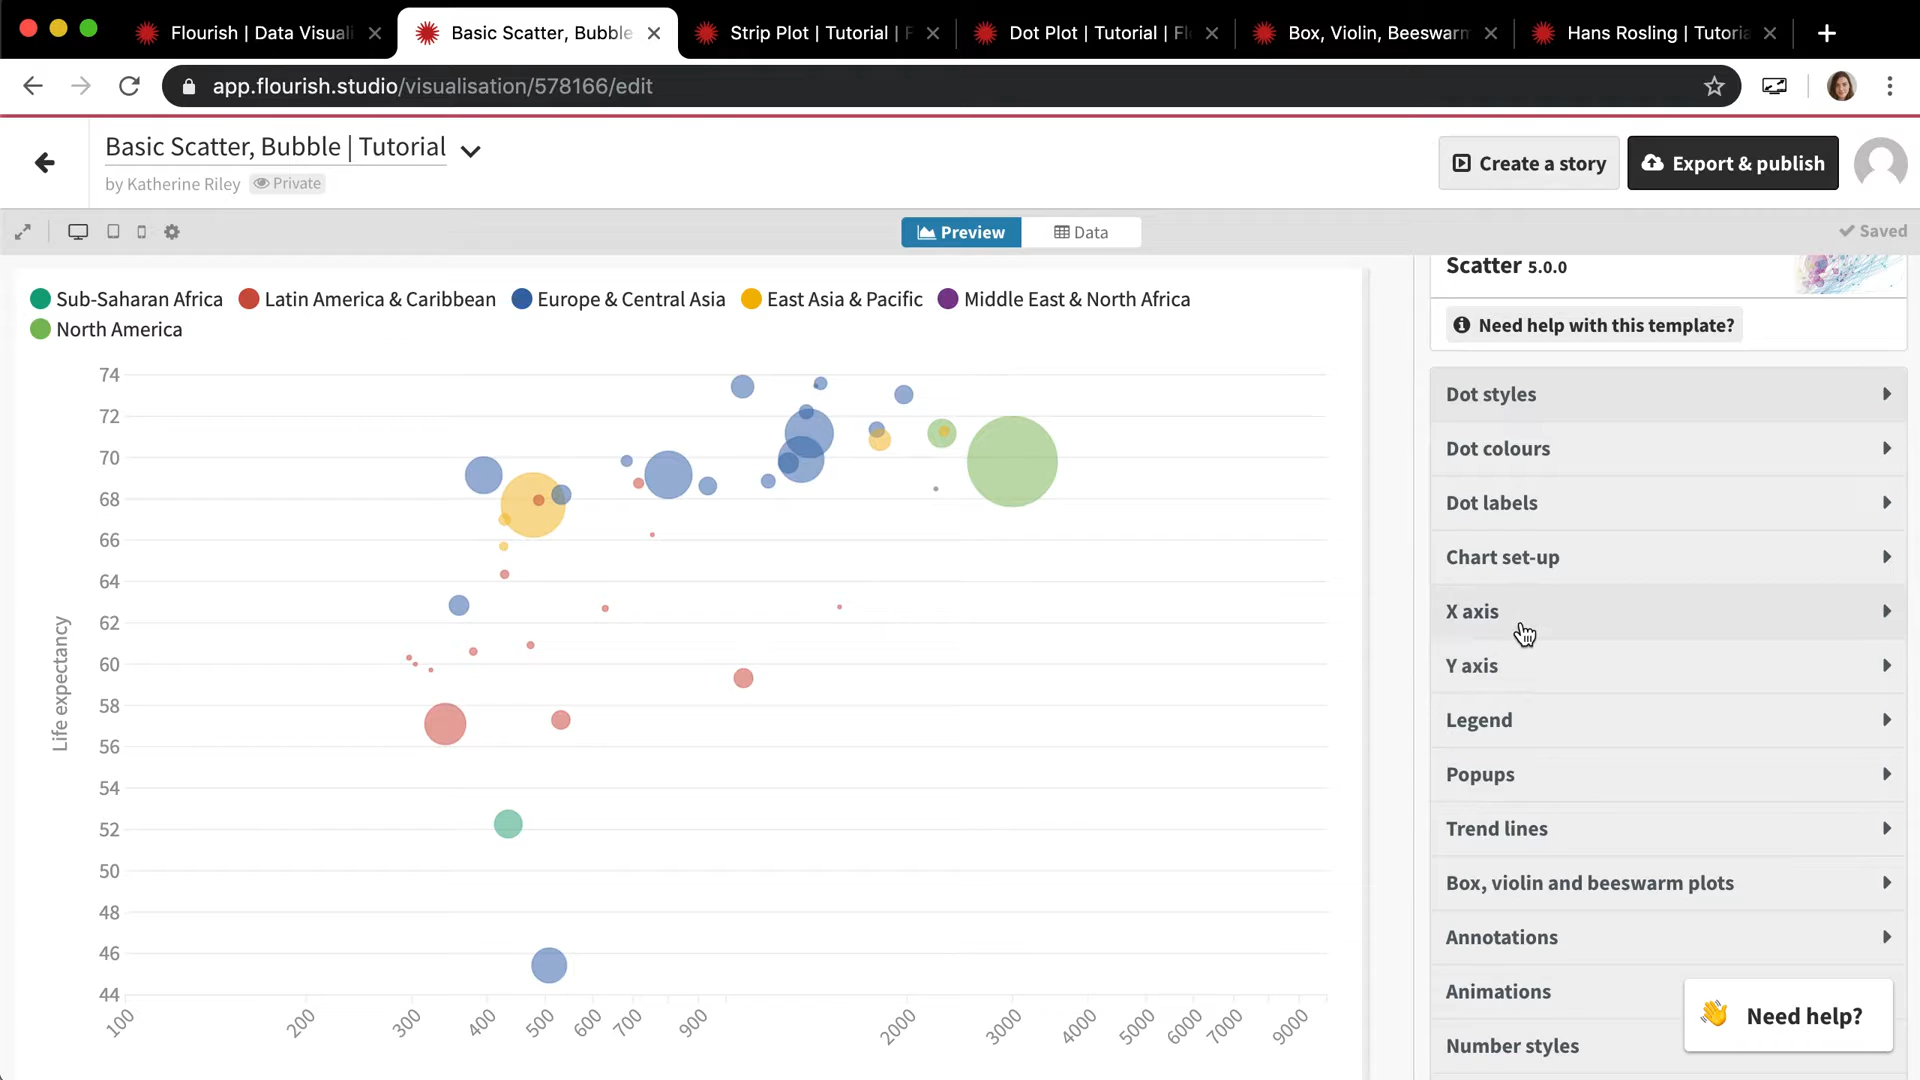 Flourish | Data Visuali
Basic Scatter, Bubble
Strip Plot | Tutorial | F
Dot Plot | Tutorial | Fl
Box, Violin, Beeswarm
Hans Rosling | Tutoria
app.flourish.studio/visualisation/578166/edit
Basic Scatter, Bubble | Tutorial
by Katherine Riley Private
Create a story
Export & publish
Preview
Data
Saved
Sub-Saharan Africa Latin America & Caribbean Europe & Central Asia East Asia & Pacific Middle East & North Africa
North America
74
72
70
68
66
64
62
60
58
56
54
52
50
48
46
44
Life expectancy
100 200 300 400 500 600 700 900 2000 3000 4000 5000 6000 7000 9000
Scatter 5.0.0
Need help with this template?
Dot styles
Dot colours
Dot labels
Chart set-up
X axis
Y axis
Legend
Popups
Trend lines
Box, violin and beeswarm plots
Annotations
Animations
Number styles
Need help?